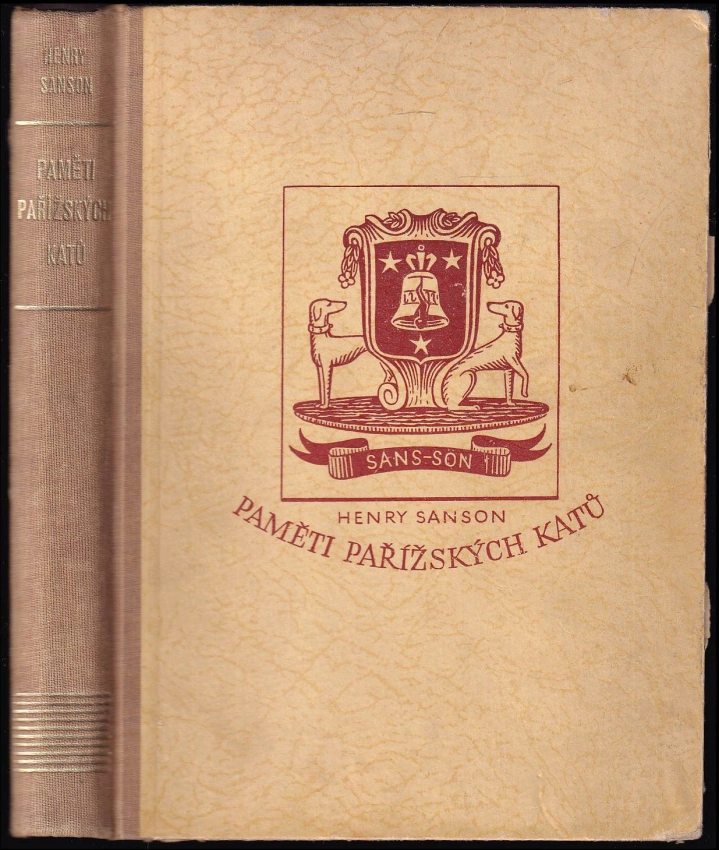 HENRY
SANSON
PAMĚTI
PAŘÍŽSKÝCH
KATŮ
SANS-SON
HENRY SANSON
PAMĚTI PAŘÍŽSKÝCH KATŮ